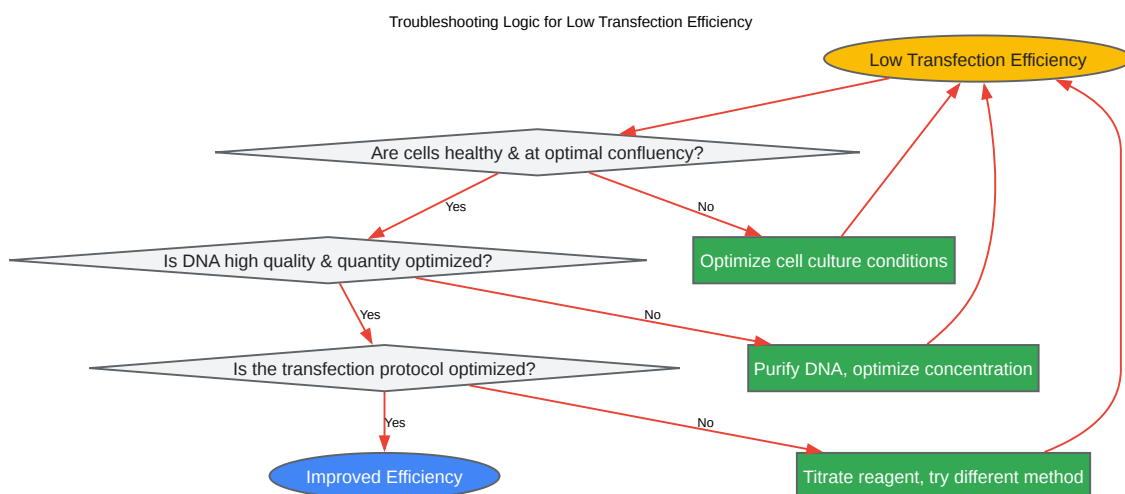 Troubleshooting Logic for Low Transfection Efficiency
Low Transfection Efficiency
Are cells healthy & at optimal confluency?
Yes
No
Is DNA high quality & quantity optimized?
Optimize cell culture conditions
Yes
No
Is the transfection protocol optimized?
Purify DNA, optimize concentration
Yes
No
Improved Efficiency
Titrate reagent, try different method